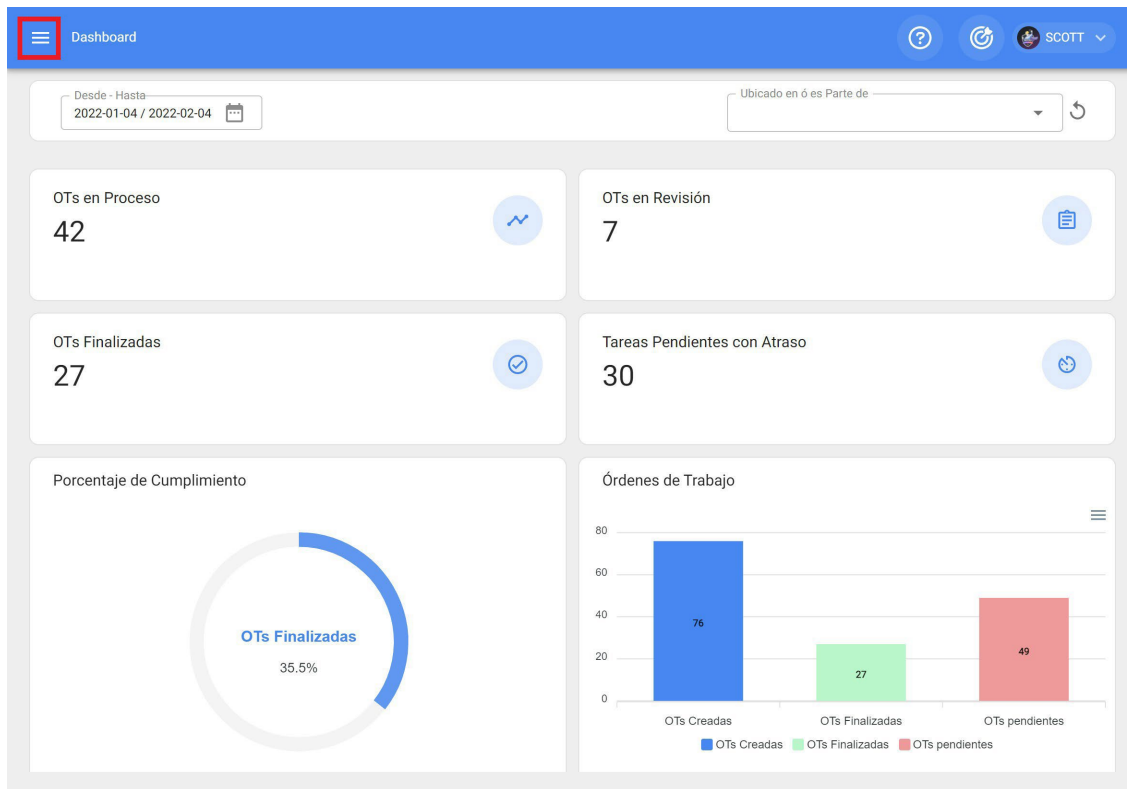 Dashboard
SCOTT
Desde - Hasta
2022-01-04 / 2022-02-04
Ubicado en ó es Parte de
OTs en Proceso
42
OTs en Revisión
7
OTs Finalizadas
27
Tareas Pendientes con Atraso
30
Porcentaje de Cumplimiento
OTs Finalizadas
35.5%
Órdenes de Trabajo
80
60
40
20
0
76
27
49
OTs Creadas
OTs Finalizadas
OTs pendientes
OTs Creadas OTs Finalizadas OTs pendientes